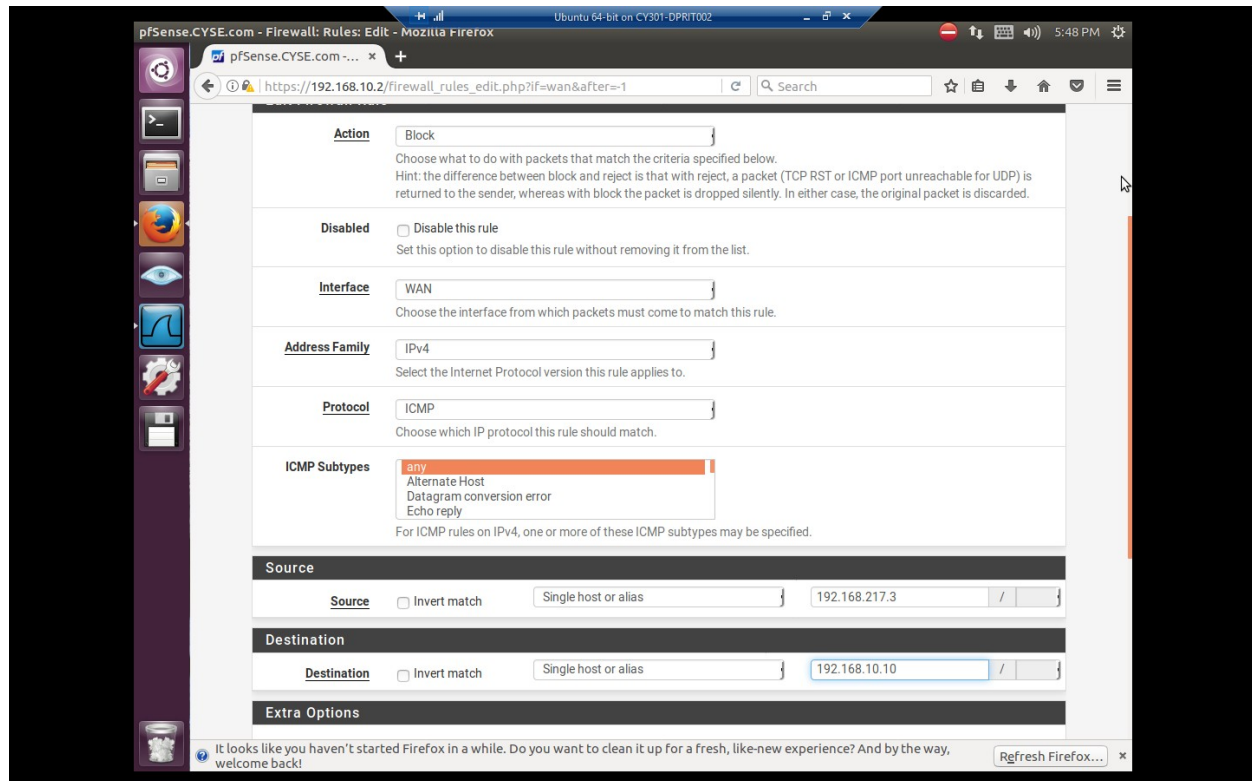 Ubuntu 64-bit on CY301-DPRIT002
pfSense.CYSE.com - Firewall: Rules: Edit - Mozilla Firefox
5:48 PM
pfSense.CYSE.com -... × +
https://192.168.10.2/firewall_rules_edit.php?if=wan&after=-1
Search
Edit Firewall Rule
Action
Block
Choose what to do with packets that match the criteria specified below.
Hint: the difference between block and reject is that with reject, a packet (TCP RST or ICMP port unreachable for UDP) is
returned to the sender, whereas with block the packet is dropped silently. In either case, the original packet is discarded.
Disabled
Disable this rule
Set this option to disable this rule without removing it from the list.
Interface
WAN
Choose the interface from which packets must come to match this rule.
Address Family
IPv4
Select the Internet Protocol version this rule applies to.
Protocol
ICMP
Choose which IP protocol this rule should match.
ICMP Subtypes
any
Alternate Host
Datagram conversion error
Echo reply
For ICMP rules on IPv4, one or more of these ICMP subtypes may be specified.
Source
Source
Invert match
Single host or alias
192.168.217.3
/
Destination
Destination
Invert match
Single host or alias
192.168.10.10
/
Extra Options
It looks like you haven't started Firefox in a while. Do you want to clean it up for a fresh, like-new experience? And by the way,
welcome back!
Refresh Firefox...
×